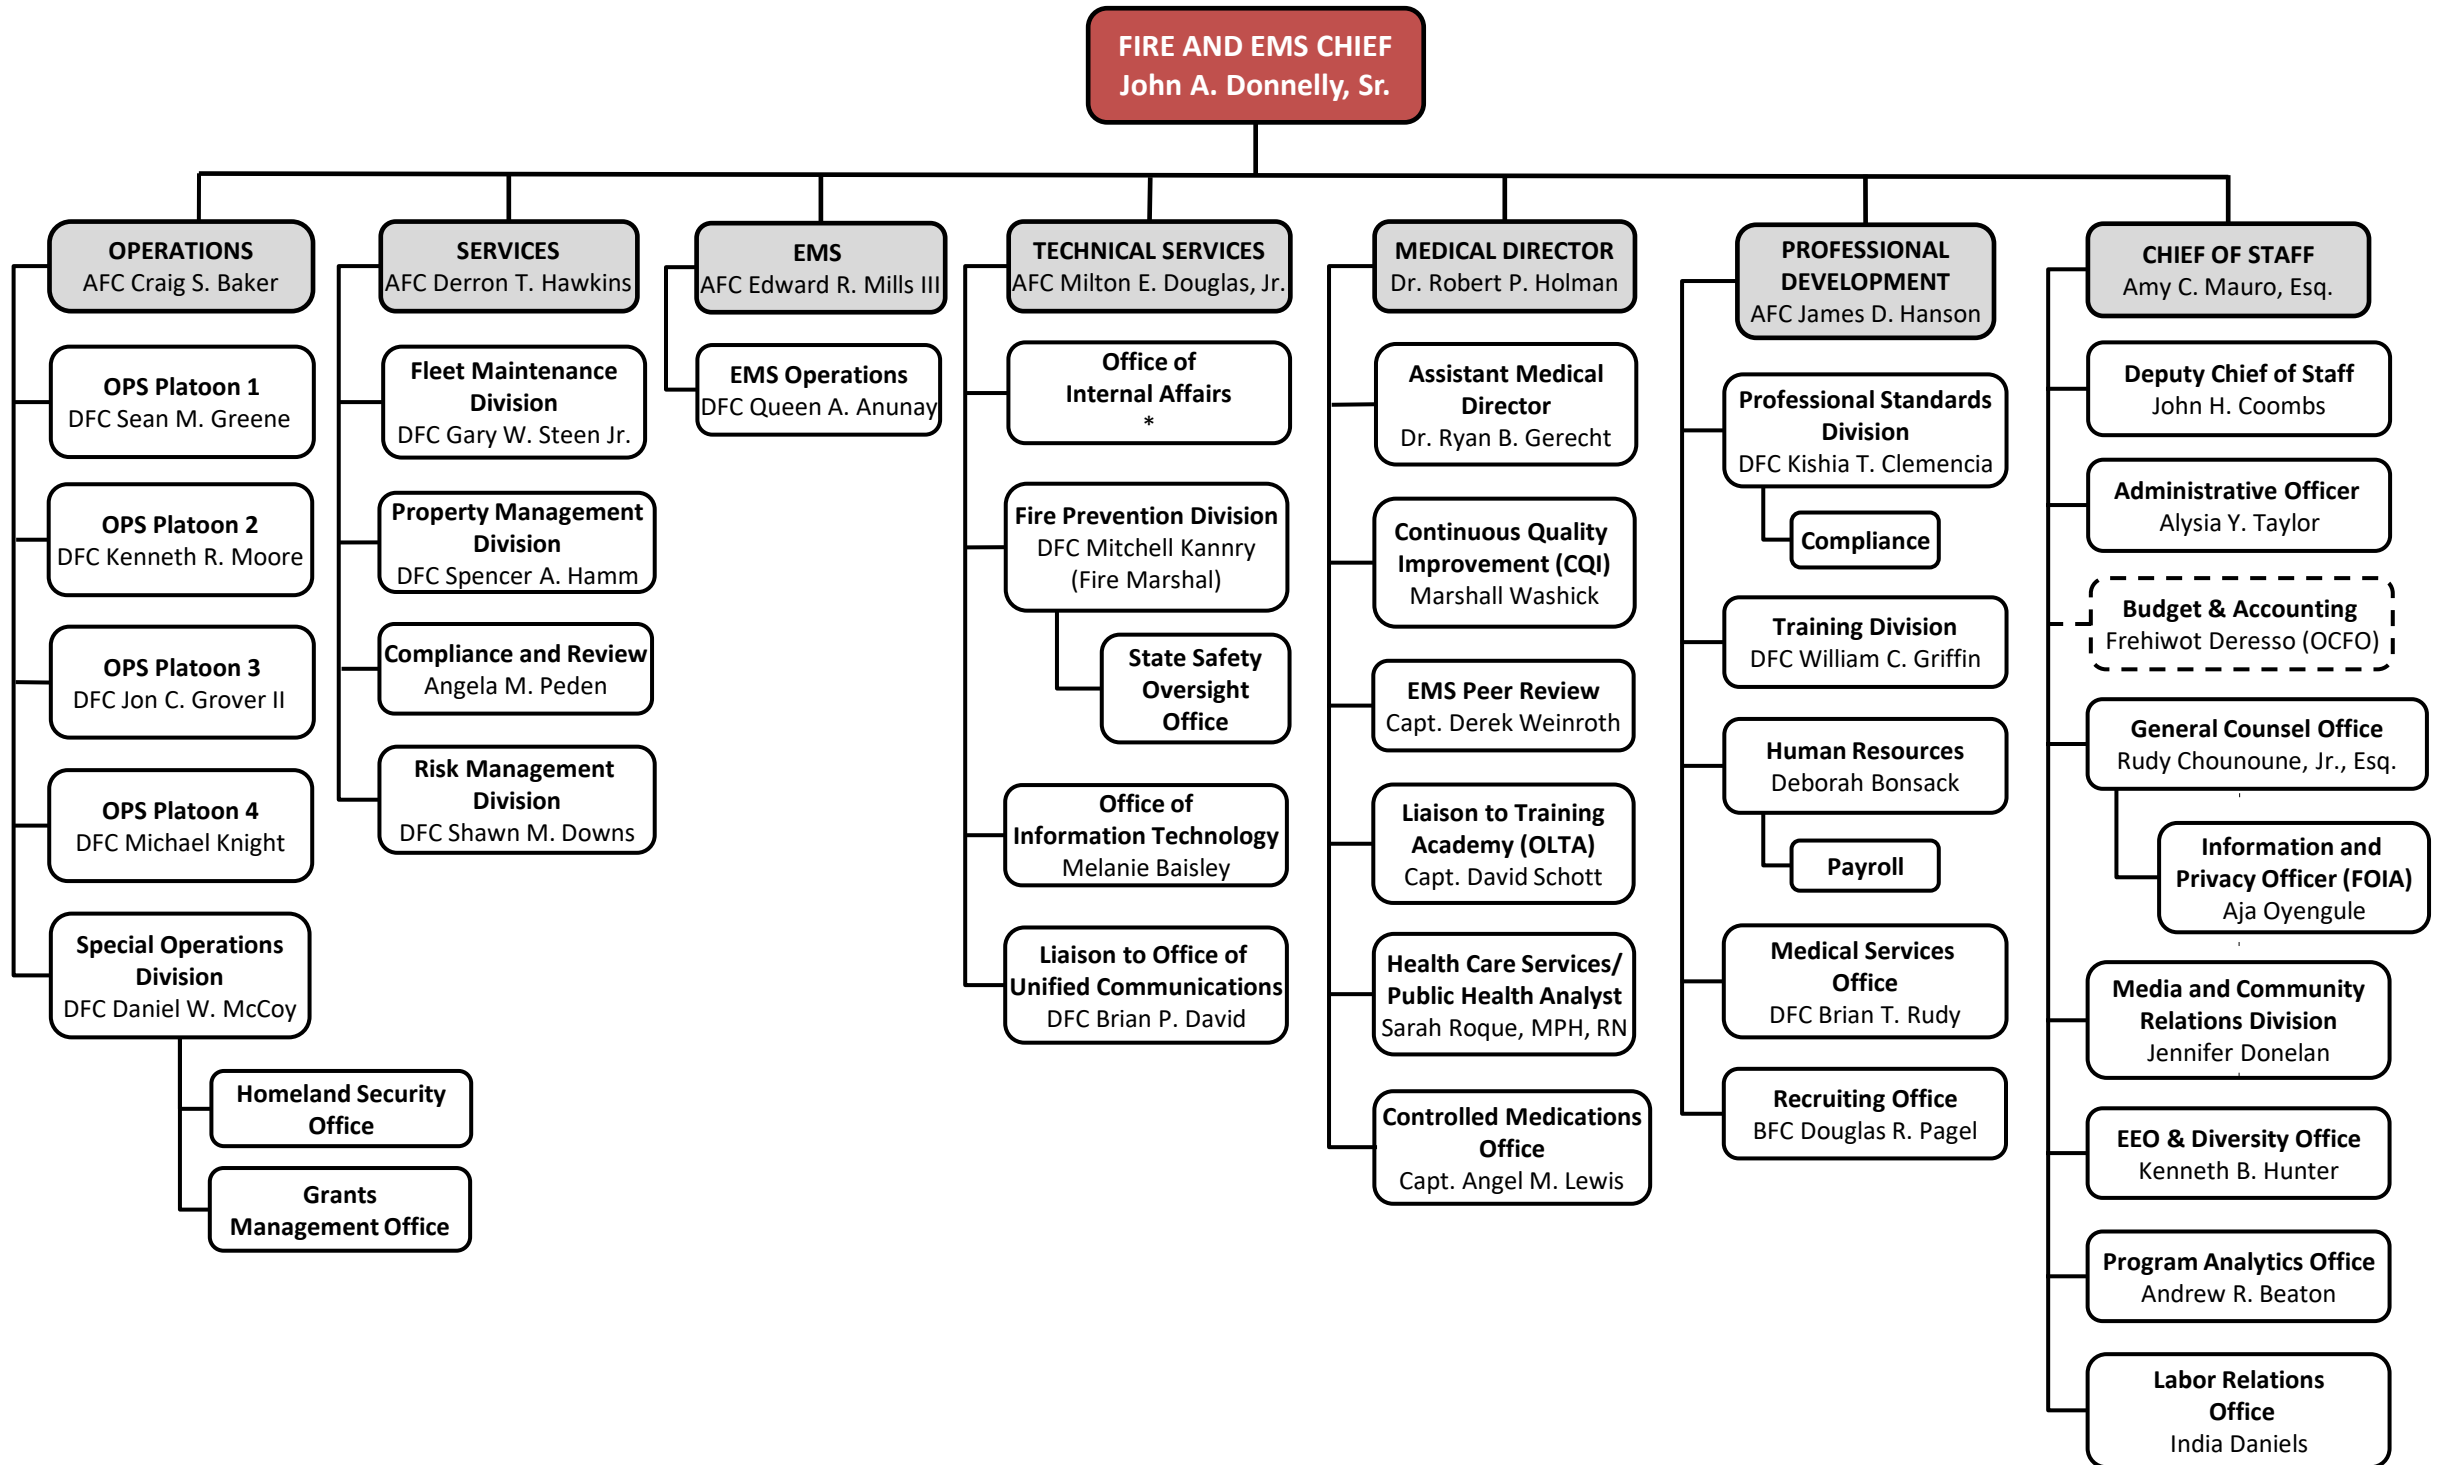 FIRE AND EMS CHIEF
John A. Donnelly, Sr.
OPERATIONS
AFC Craig S. Baker
OPS Platoon 1
DFC Sean M. Greene
OPS Platoon 2
DFC Kenneth R. Moore
OPS Platoon 3
DFC Jon C. Grover II
OPS Platoon 4
DFC Michael Knight
Special Operations
Division
DFC Daniel W. McCoy
Homeland Security
Office
Grants
Management Office
SERVICES
AFC Derron T. Hawkins
Fleet Maintenance
Division
DFC Gary W. Steen Jr.
Property Management
Division
DFC Spencer A. Hamm
Compliance and Review
Angela M. Peden
Risk Management
Division
DFC Shawn M. Downs
EMS
AFC Edward R. Mills III
EMS Operations
DFC Queen A. Anunay
TECHNICAL SERVICES
AFC Milton E. Douglas, Jr.
Office of
Internal Affairs
*
Fire Prevention Division
DFC Mitchell Kannry
(Fire Marshal)
State Safety
Oversight
Office
Office of
Information Technology
Melanie Baisley
Liaison to Office of
Unified Communications
DFC Brian P. David
MEDICAL DIRECTOR
Dr. Robert P. Holman
Assistant Medical
Director
Dr. Ryan B. Gerecht
Continuous Quality
Improvement (CQI)
Marshall Washick
EMS Peer Review
Capt. Derek Weinroth
Liaison to Training
Academy (OLTA)
Capt. David Schott
Health Care Services/
Public Health Analyst
Sarah Roque, MPH, RN
Controlled Medications
Office
Capt. Angel M. Lewis
PROFESSIONAL
DEVELOPMENT
AFC James D. Hanson
Professional Standards
Division
DFC Kishia T. Clemencia
Compliance
Training Division
DFC William C. Griffin
Human Resources
Deborah Bonsack
Payroll
Medical Services
Office
DFC Brian T. Rudy
Recruiting Office
BFC Douglas R. Pagel
CHIEF OF STAFF
Amy C. Mauro, Esq.
Deputy Chief of Staff
John H. Coombs
Administrative Officer
Alysia Y. Taylor
Budget & Accounting
Frehiwot Deresso (OCFO)
General Counsel Office
Rudy Chounoune, Jr., Esq.
Information and
Privacy Officer (FOIA)
Aja Oyengule
Media and Community
Relations Division
Jennifer Donelan
EEO & Diversity Office
Kenneth B. Hunter
Program Analytics Office
Andrew R. Beaton
Labor Relations
Office
India Daniels